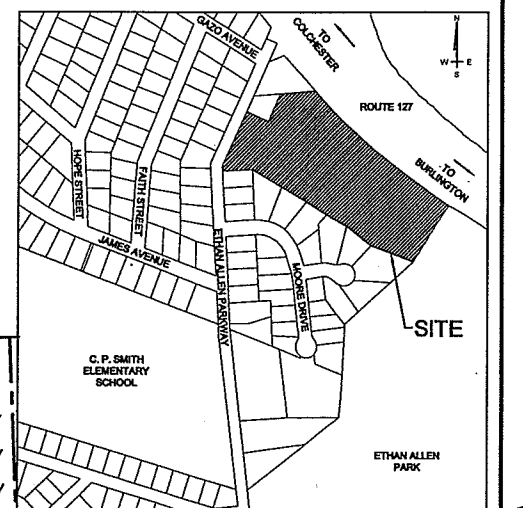 GAZO AVENUE
TO
COLCHESTER
N
W E
S
ROUTE 127
TO
BURLINGTON
HOPE STREET
FAITH STREET
JAMES AVENUE
ETHAN ALLEN PARKWAY
MOORE DRIVE
SITE
C. P. SMITH
ELEMENTARY
SCHOOL
ETHAN ALLEN
PARK